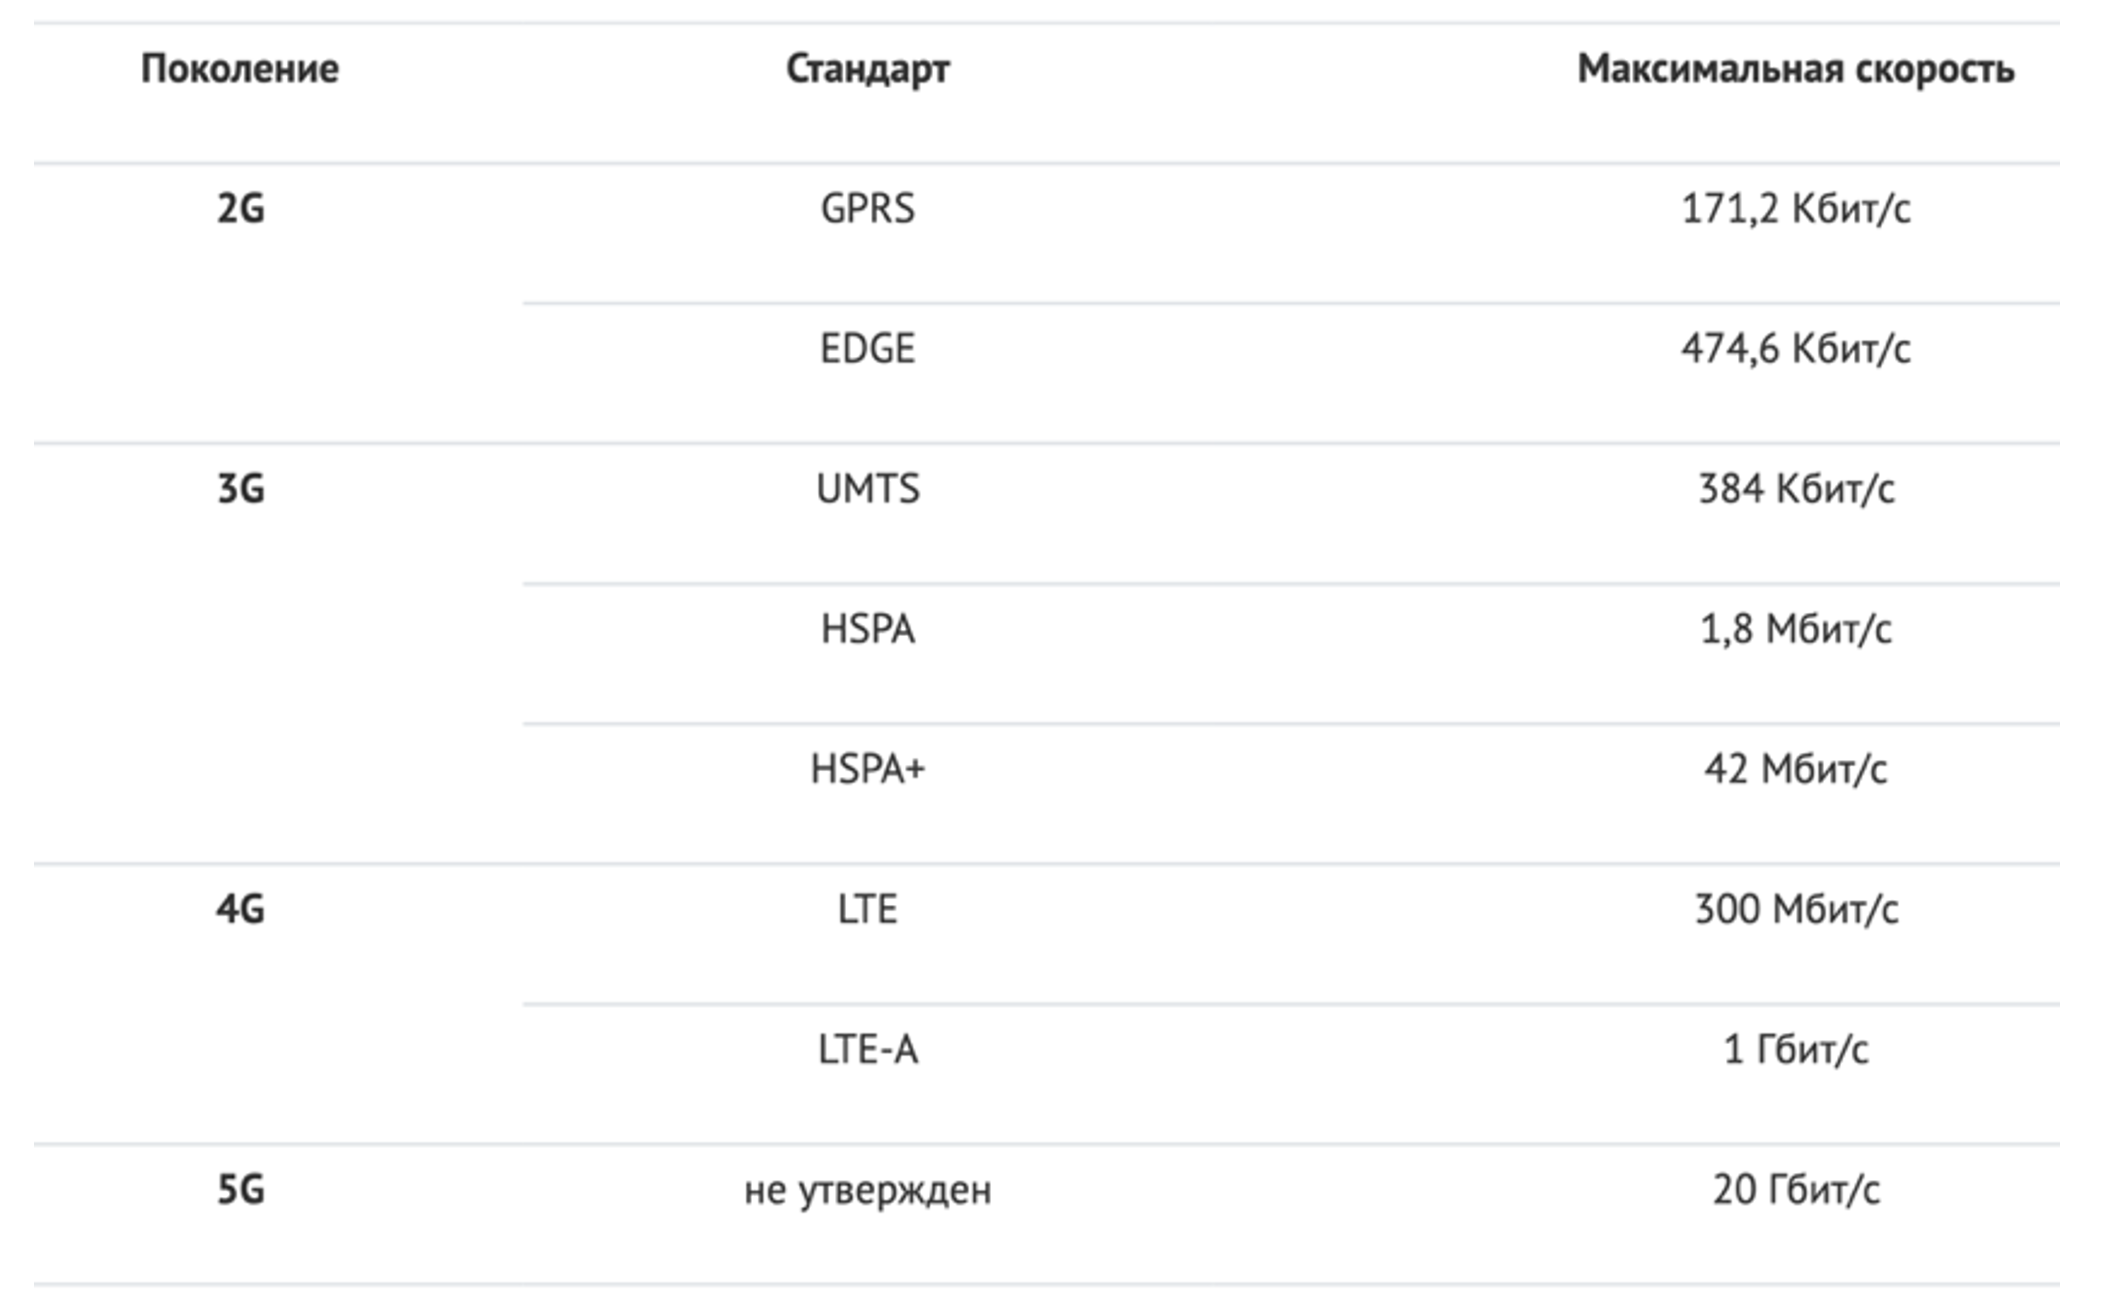 Поколение Стандарт Максимальная скорость
2G GPRS 171,2 Кбит/с
EDGE 474,6 Кбит/с
3G UMTS 384 Кбит/с
HSPA 1,8 Мбит/с
HSPA+ 42 Мбит/с
4G LTE 300 Мбит/с
LTE-A 1 Гбит/с
5G не утвержден 20 Гбит/с